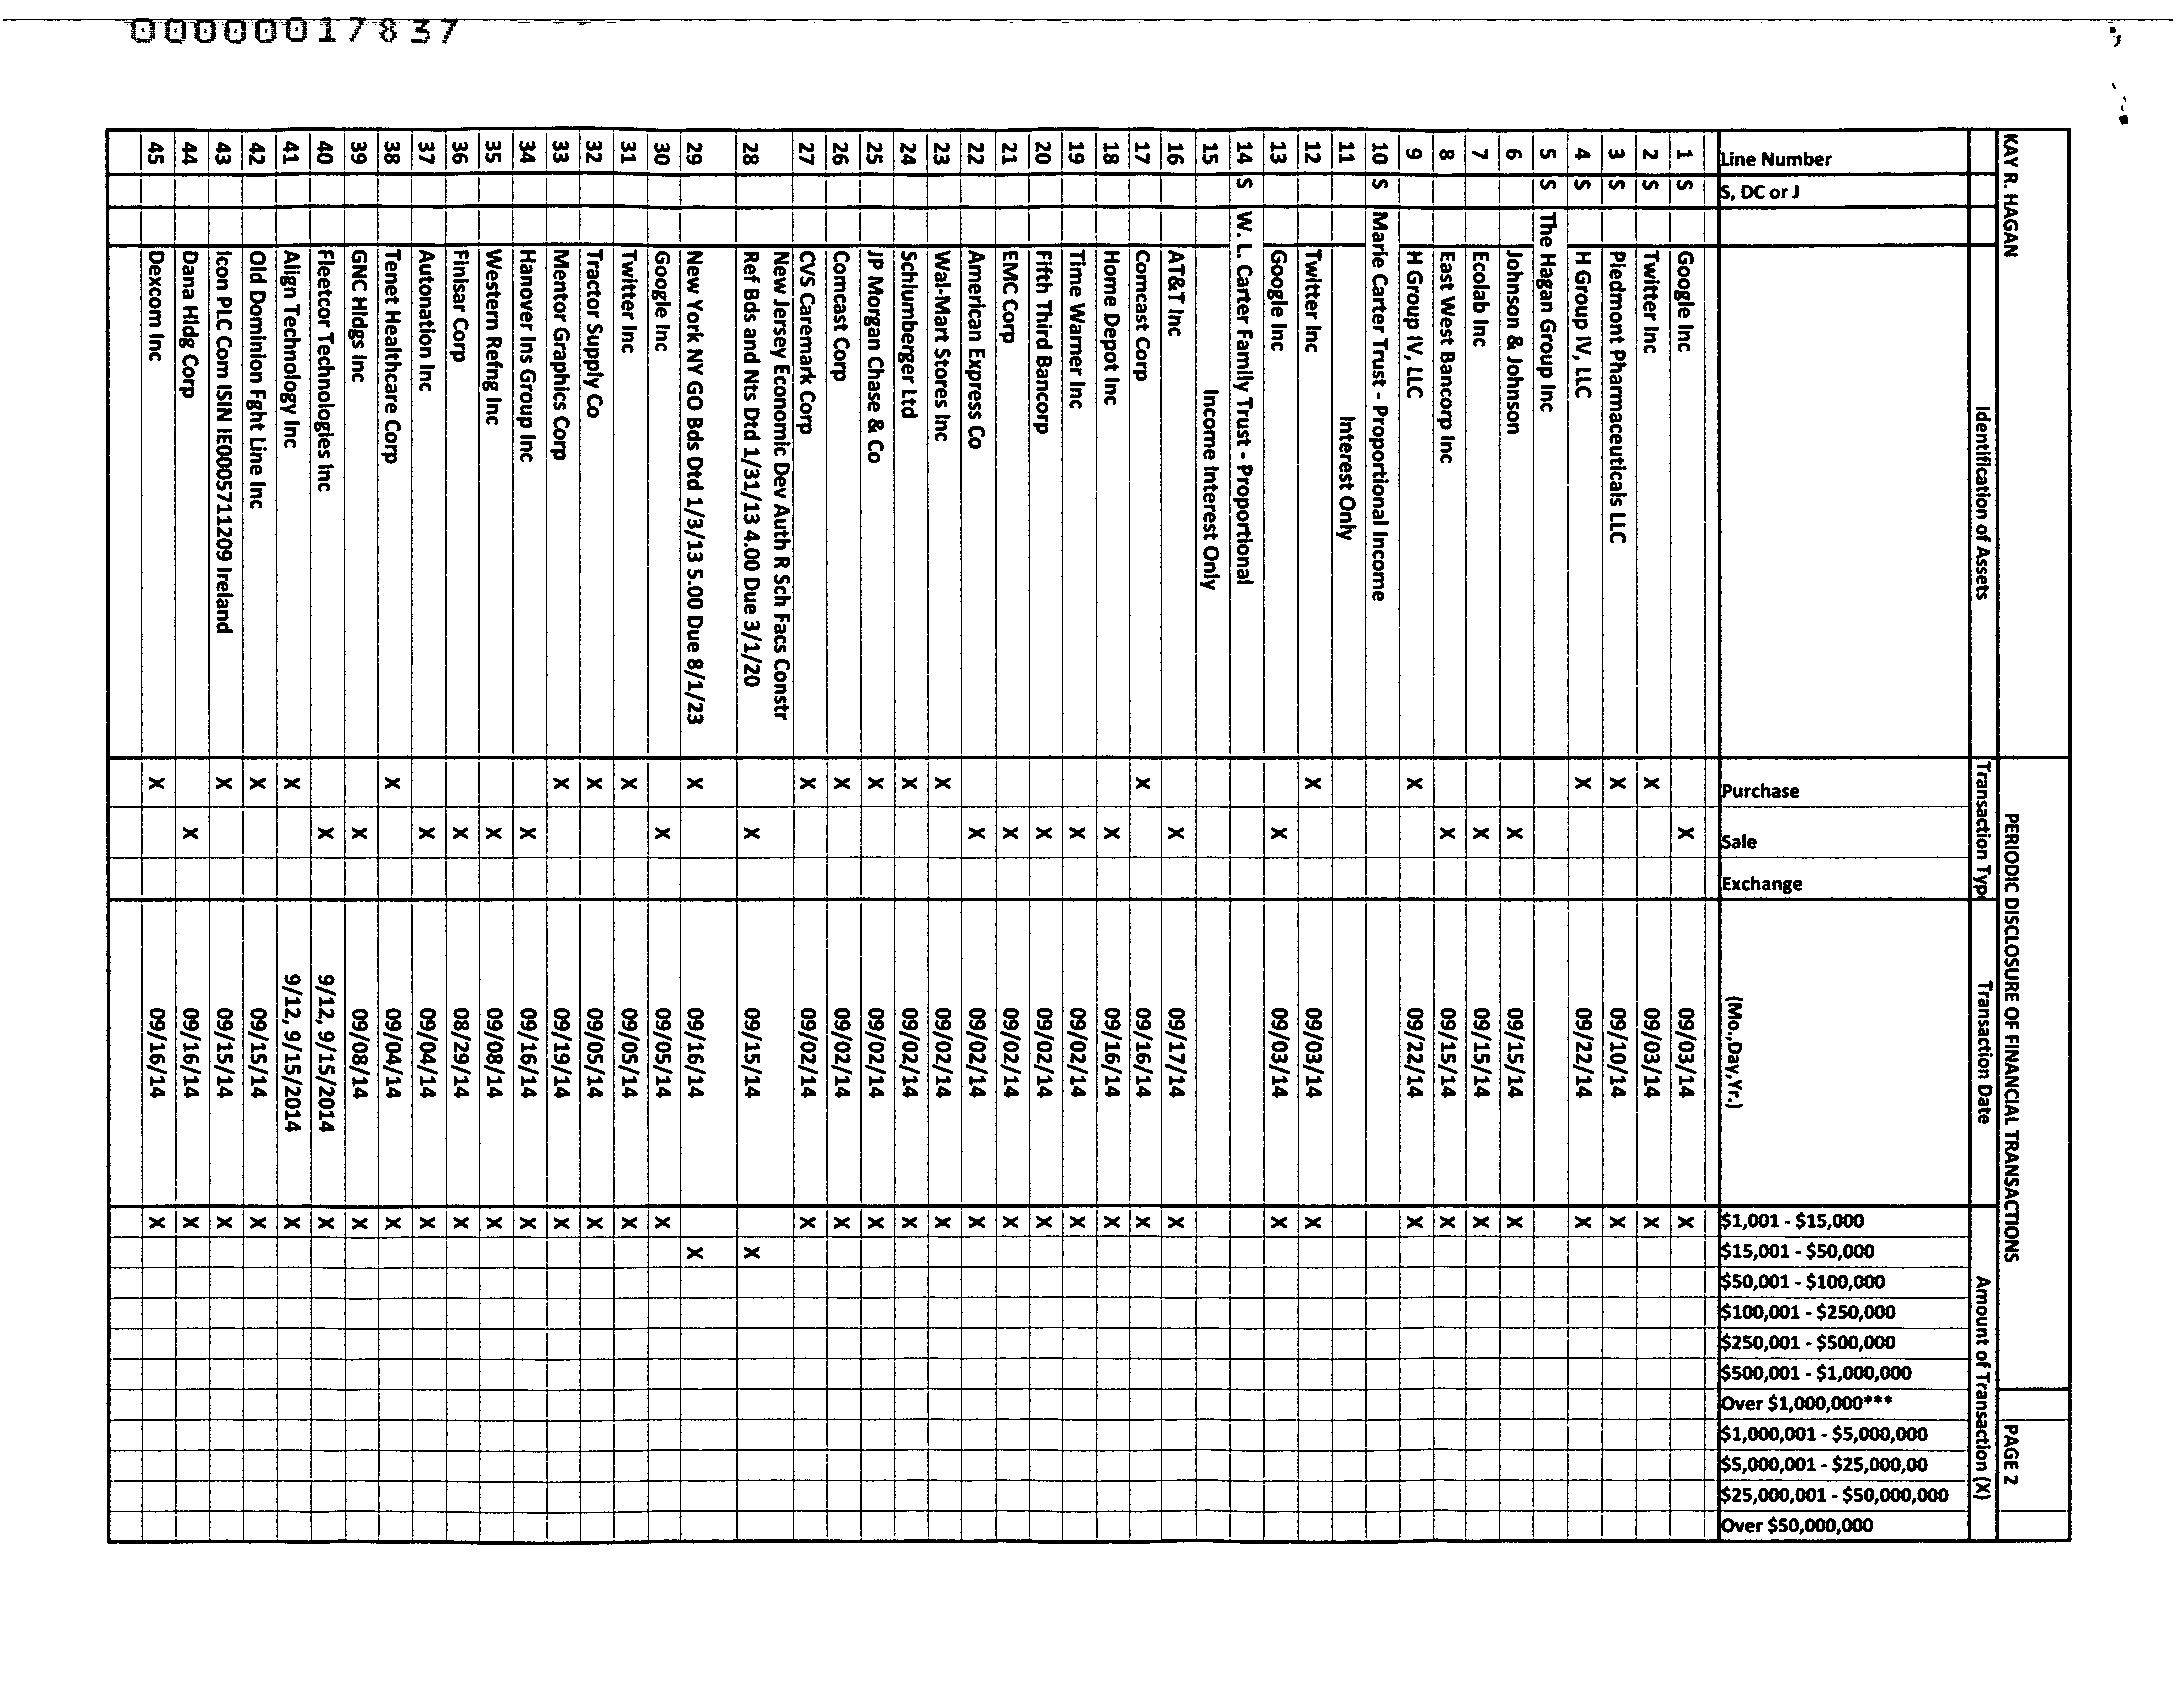 00000017837
KAY R. HAGAN PERIODIC DISCLOSURE OF FINANCIAL TRANSACTIONS PAGE 2
Identification of Assets Transaction Typ Transaction Date Amount of Transaction (X)
Line Number S, DC or J Purchase Sale Exchange (Mo.,Day,Yr.) $1,001 - $15,000 $15,001 - $50,000 $50,001 - $100,000 $100,001 - $250,000 $250,001 - $500,000 $500,001 - $1,000,000 Over $1,000,000*** $1,000,001 - $5,000,000 $5,000,001 - $25,000,00 $25,000,001 - $50,000,000 Over $50,000,000
1 S Google Inc X 09/03/14 X
2 S Twitter Inc X 09/03/14 X
3 S Piedmont Pharmaceuticals LLC X 09/10/14 X
4 S H Group IV, LLC X 09/22/14 X
5 S The Hagan Group Inc
6 Johnson & Johnson X 09/15/14 X
7 Ecolab Inc X 09/15/14 X
8 East West Bancorp Inc X 09/15/14 X
9 H Group IV, LLC X 09/22/14 X
10 S Marie Carter Trust - Proportional Income
11 Interest Only
12 Twitter Inc X 09/03/14 X
13 Google Inc X 09/03/14 X
14 S W. L. Carter Family Trust - Proportional
15 Income Interest Only
16 AT&T Inc X 09/17/14 X
17 Comcast Corp X 09/16/14 X
18 Home Depot Inc X 09/16/14 X
19 Time Warner Inc X 09/02/14 X
20 Fifth Third Bancorp X 09/02/14 X
21 EMC Corp X 09/02/14 X
22 American Express Co X 09/02/14 X
23 Wal-Mart Stores Inc X 09/02/14 X
24 Schlumberger Ltd X 09/02/14 X
25 JP Morgan Chase & Co X 09/02/14 X
26 Comcast Corp X 09/02/14 X
27 CVS Caremark Corp X 09/02/14 X
New Jersey Economic Dev Auth R Sch Facs Constr
28 Ref Bds and Nts Dtd 1/31/13 4.00 Due 3/1/20 X 09/15/14 X
29 New York NY GO Bds Dtd 1/3/13 5.00 Due 8/1/23 X 09/16/14 X
30 Google Inc X 09/05/14 X
31 Twitter Inc X 09/05/14 X
32 Tractor Supply Co X 09/05/14 X
33 Mentor Graphics Corp X 09/19/14 X
34 Hanover Ins Group Inc X 09/16/14 X
35 Western Refng Inc X 09/08/14 X
36 Finisar Corp X 08/29/14 X
37 Autonation Inc X 09/04/14 X
38 Tenet Healthcare Corp X 09/04/14 X
39 GNC Hldgs Inc X 09/08/14 X
40 Fleetcor Technologies Inc X 9/12, 9/15/2014 X
41 Align Technology Inc X 9/12, 9/15/2014 X
42 Old Dominion Fght Line Inc X 09/15/14 X
43 Icon PLC Com ISIN IE0005711209 Ireland X 09/15/14 X
44 Dana Hldg Corp X 09/16/14 X
45 Dexcom Inc X 09/16/14 X